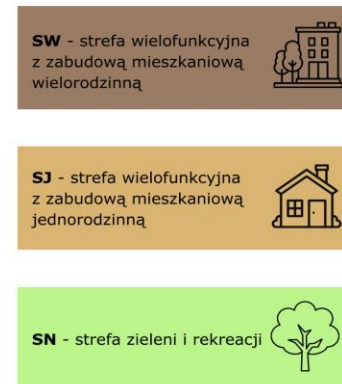 SW - strefa wielofunkcyjna
z zabudową mieszkaniową
wielorodzinną
SJ - strefa wielofunkcyjna
z zabudową mieszkaniową
jednorodzinną
SN - strefa zieleni i rekreacji